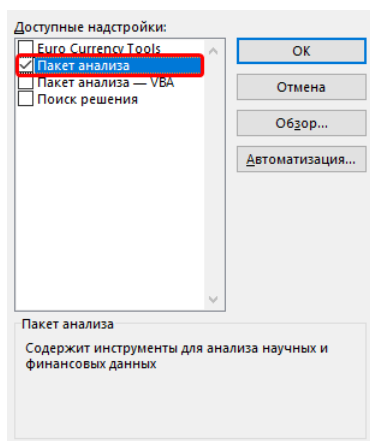 Доступные надстройки:
Euro Currency Tools
Пакет анализа
Пакет анализа — VBA
Поиск решения
ОК
Отмена
Обзор...
Автоматизация...
Пакет анализа
Содержит инструменты для анализа научных и
финансовых данных